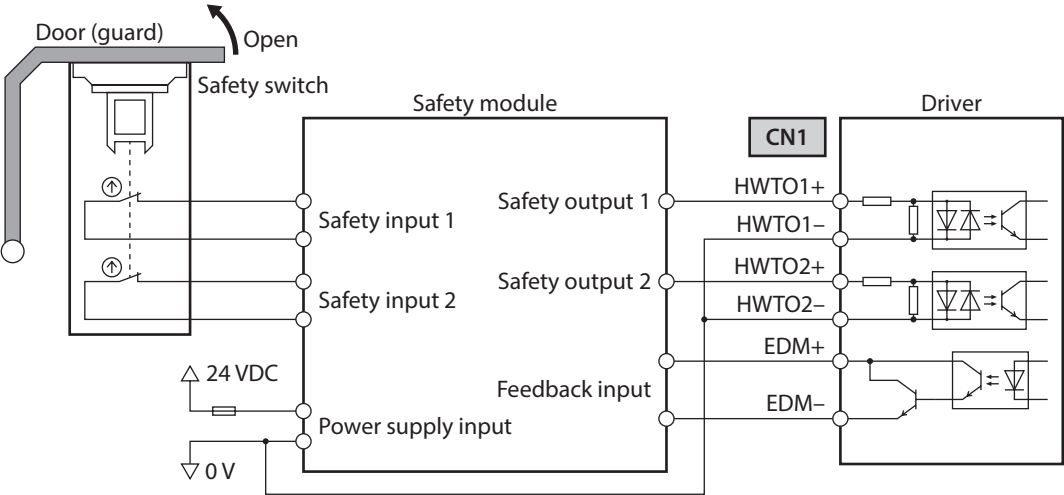 Door (guard)
Open
Safety switch
Safety module
Driver
CN1
Safety input 1
Safety output 1
HWTO1+
HWTO1−
Safety input 2
Safety output 2
HWTO2+
HWTO2−
EDM+
24 VDC
Feedback input
EDM−
Power supply input
0 V